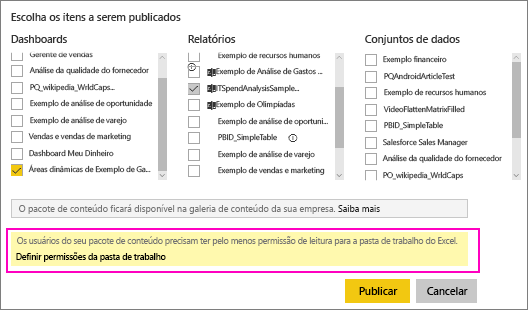 Escolha os itens a serem publicados
Dashboards
Gerente de vendas
Análise da qualidade do fornecedor
PQ_wikipedia_WrldCaps...
Exemplo de análise de oportunidade
Exemplo de análise de varejo
Vendas e vendas de marketing
Dashboard Meu Dinheiro
Áreas dinâmicas de Exemplo de Ga...
Relatórios
Exemplo de recursos humanos
Exemplo de Análise de Gastos ...
ITSpendAnalysisSample...
Exemplo de Olimpíadas
Exemplo de análise de oportuni...
PBID_SimpleTable
Exemplo de análise de varejo
Exemplo de vendas e marketing
Conjuntos de dados
Exemplo financeiro
PQAndroidArticleTest
Exemplo de recursos humanos
VideoFlattenMatrixFilled
PBID_SimpleTable
Salesforce Sales Manager
Análise da qualidade do fornecedor
PO_wikipedia_WrldCaps
O pacote de conteúdo ficará disponível na galeria de conteúdo da sua empresa. Saiba mais
Os usuários do seu pacote de conteúdo precisam ter pelo menos permissão de leitura para a pasta de trabalho do Excel.
Definir permissões da pasta de trabalho
Publicar
Cancelar